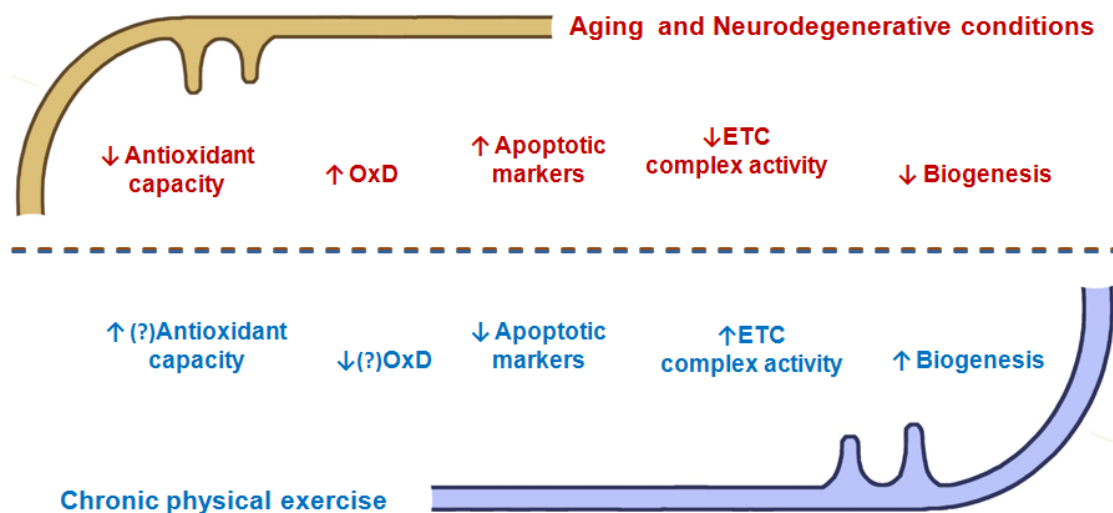 Aging and Neurodegenerative conditions
↓ Antioxidant
capacity
↑ OxD
↑ Apoptotic
markers
↓ETC
complex activity
↓ Biogenesis
↑ (?)Antioxidant
capacity
↓(?)OxD
↓ Apoptotic
markers
↑ETC
complex activity
↑ Biogenesis
Chronic physical exercise